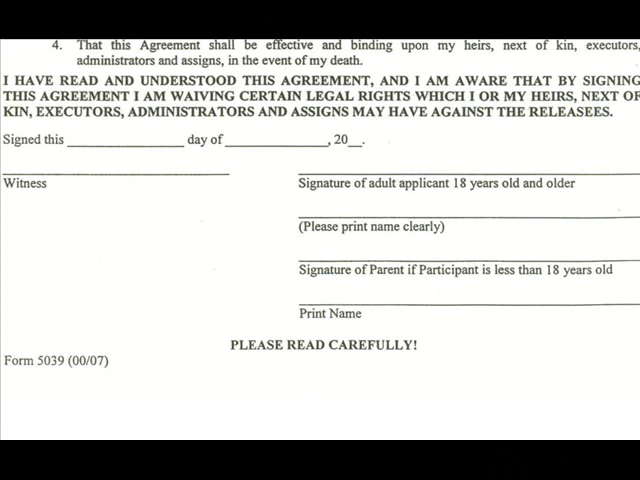 4. That this Agreement shall be effective and binding upon my heirs, next of kin, executors,
administrators and assigns, in the event of my death.
I HAVE READ AND UNDERSTOOD THIS AGREEMENT, AND I AM AWARE THAT BY SIGNING
THIS AGREEMENT I AM WAIVING CERTAIN LEGAL RIGHTS WHICH I OR MY HEIRS, NEXT OF
KIN, EXECUTORS, ADMINISTRATORS AND ASSIGNS MAY HAVE AGAINST THE RELEASEES.
Signed this _________________ day of _______________, 20__.
Witness
Signature of adult applicant 18 years old and older
(Please print name clearly)
Signature of Parent if Participant is less than 18 years old
Print Name
PLEASE READ CAREFULLY!
Form 5039 (00/07)